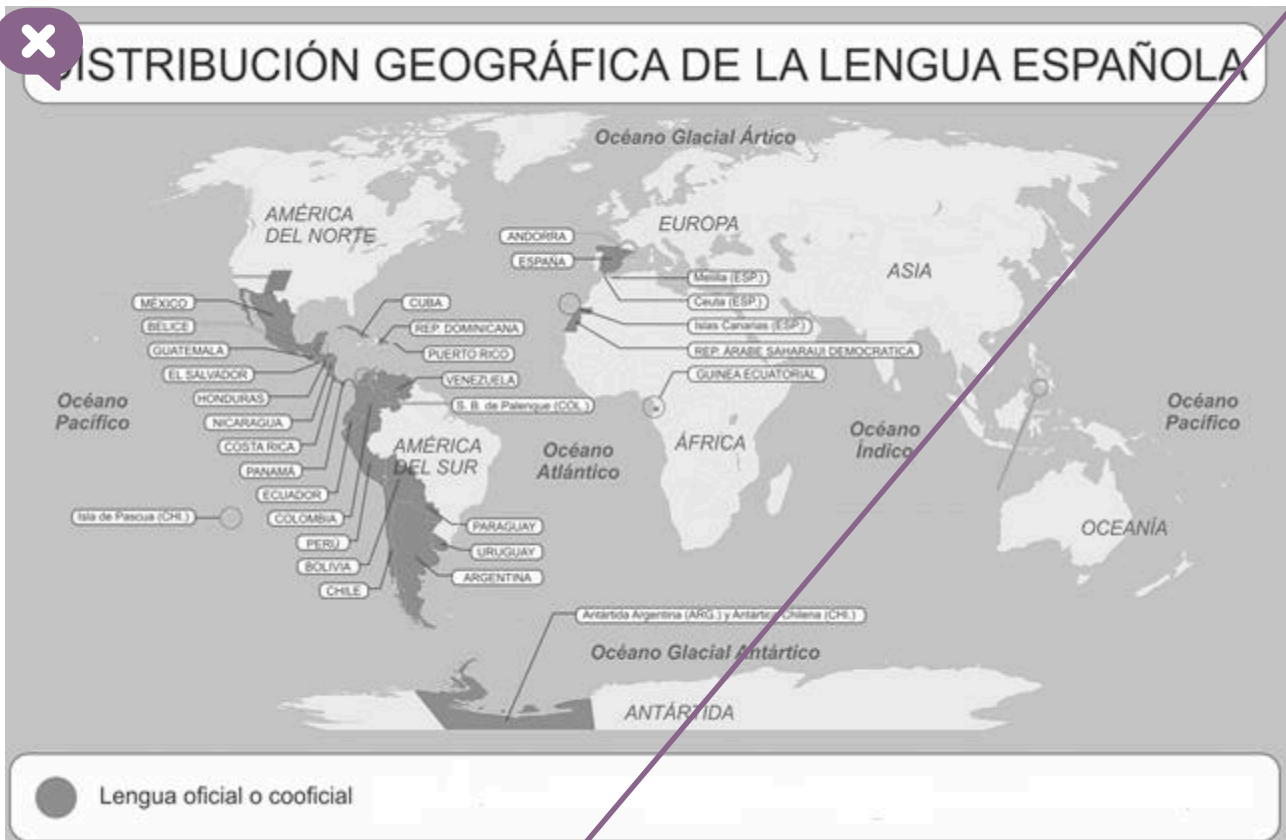 DISTRIBUCIÓN GEOGRÁFICA DE LA LENGUA ESPAÑOLA
Océano Glacial Ártico
AMÉRICA
DEL NORTE
EUROPA
ASIA
ANDORRA
ESPAÑA
Melilla (ESP.)
Ceuta (ESP.)
Islas Canarias (ESP.)
REP. ÁRABE SAHARAUI DEMOCRATICA
GUINEA ECUATORIAL
MÉXICO
BELICE
GUATEMALA
EL SALVADOR
HONDURAS
NICARAGUA
COSTA RICA
PANAMÁ
ECUADOR
COLOMBIA
PERÚ
BOLIVIA
CHILE
CUBA
REP. DOMINICANA
PUERTO RICO
VENEZUELA
S. B. de Palenque (COL.)
Océano
Pacífico
AMÉRICA
DEL SUR
Océano
Atlántico
ÁFRICA
Océano
Índico
Océano
Pacífico
Isla de Pascua (CHI.)
PARAGUAY
URUGUAY
ARGENTINA
OCEANÍA
Antártida Argentina (ARG.) y Antártica Chilena (CHI.)
Océano Glacial Antártico
ANTÁRTIDA
Lengua oficial o cooficial